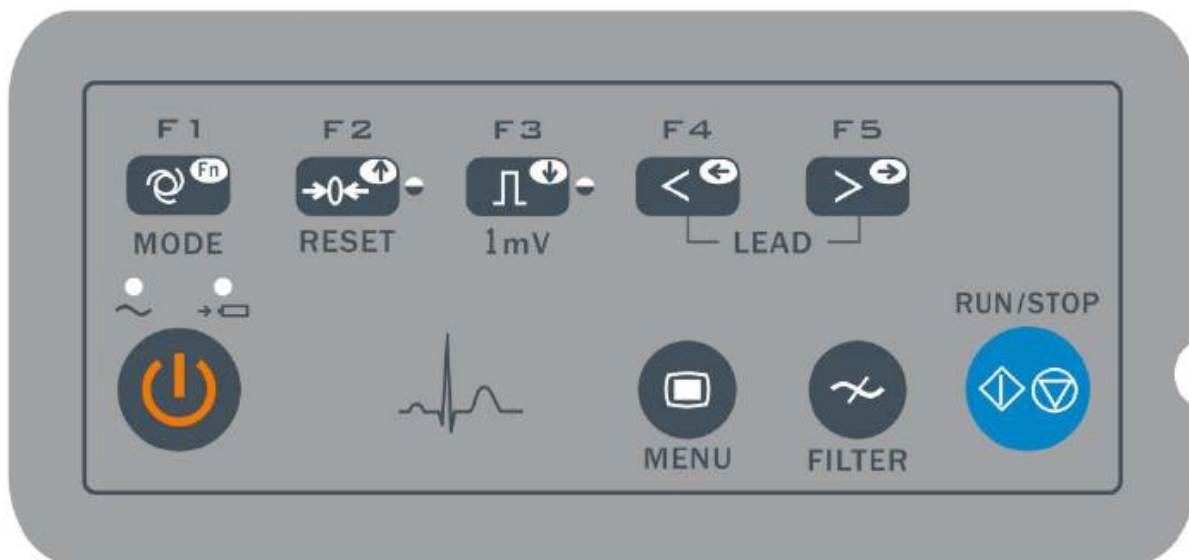 F1 F2 F3 F4 F5
Fn
MODE RESET 1mV LEAD
RUN/STOP
MENU FILTER